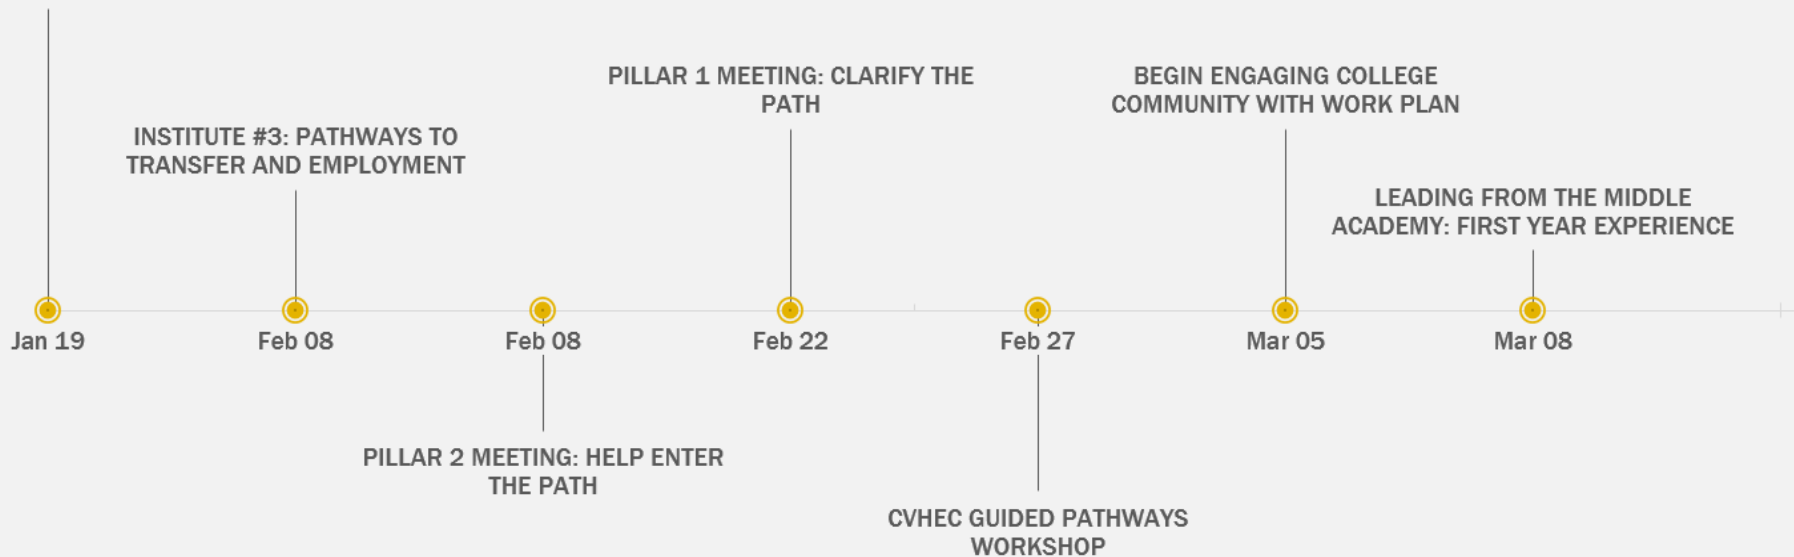 PILLAR 1 MEETING: CLARIFY THE
PATH
BEGIN ENGAGING COLLEGE
COMMUNITY WITH WORK PLAN
INSTITUTE #3: PATHWAYS TO
TRANSFER AND EMPLOYMENT
LEADING FROM THE MIDDLE
ACADEMY: FIRST YEAR EXPERIENCE
Jan 19
Feb 08
Feb 08
Feb 22
Feb 27
Mar 05
Mar 08
PILLAR 2 MEETING: HELP ENTER
THE PATH
CVHEC GUIDED PATHWAYS
WORKSHOP